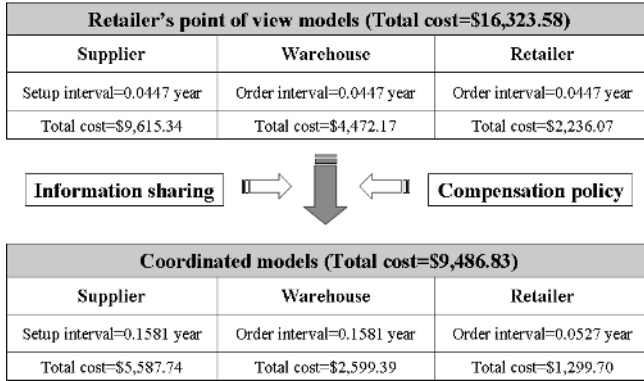 Retailer's point of view models (Total cost=$16,323.58)
Supplier Warehouse Retailer
Setup interval=0.0447 year Order interval=0.0447 year Order interval=0.0447 year
Total cost=$9,615.34 Total cost=$4,472.17 Total cost=$2,236.07
Information sharing Compensation policy
Coordinated models (Total cost=$9,486.83)
Supplier Warehouse Retailer
Setup interval=0.1581 year Order interval=0.1581 year Order interval=0.0527 year
Total cost=$5,587.74 Total cost=$2,599.39 Total cost=$1,299.70